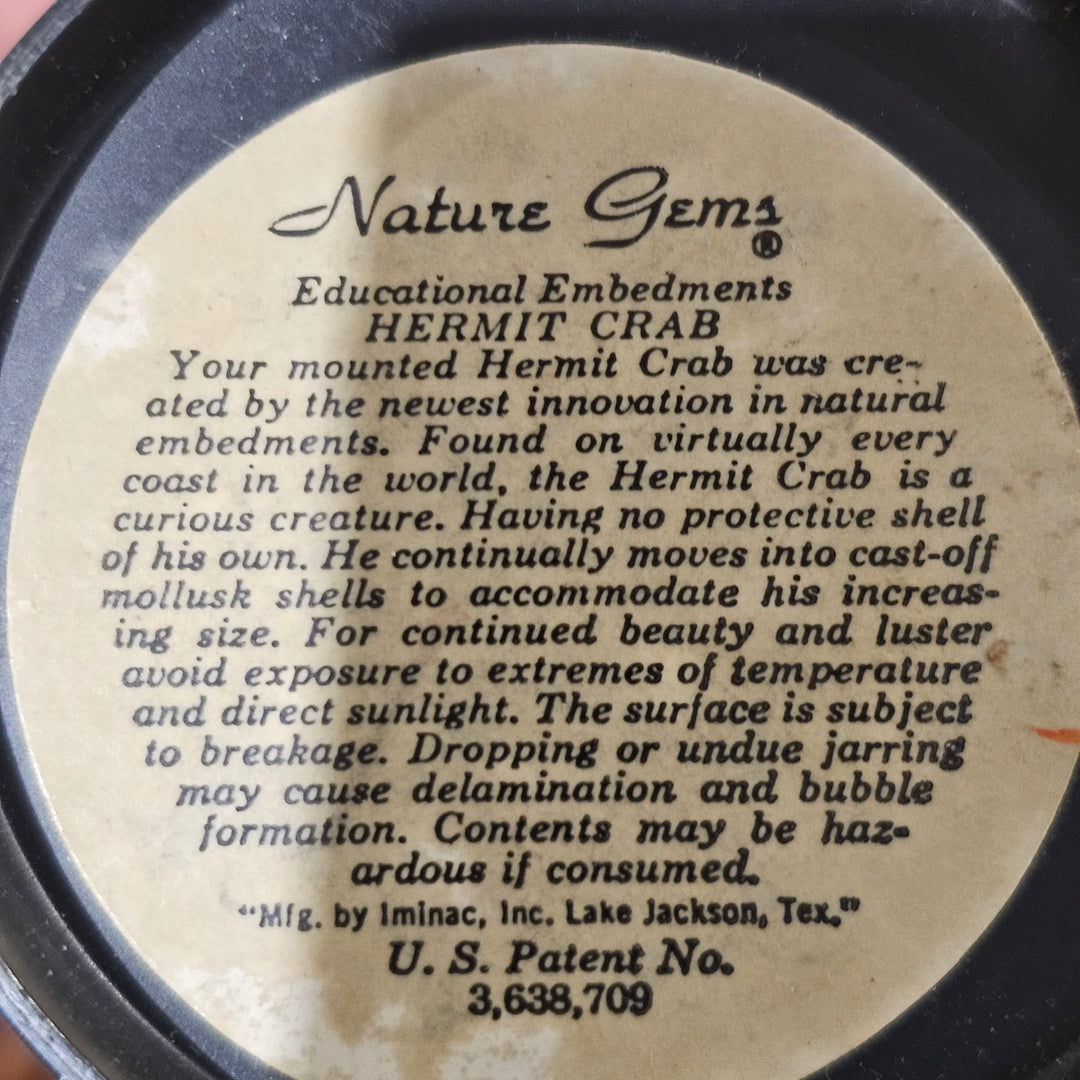 Nature Gems®
Educational Embedments
HERMIT CRAB
Your mounted Hermit Crab was cre-
ated by the newest innovation in natural
embedments. Found on virtually every
coast in the world, the Hermit Crab is a
curious creature. Having no protective shell
of his own. He continually moves into cast-off
mollusk shells to accommodate his increas-
ing size. For continued beauty and luster
avoid exposure to extremes of temperature
and direct sunlight. The surface is subject
to breakage. Dropping or undue jarring
may cause delamination and bubble
formation. Contents may be haz-
ardous if consumed.
"Mfg. by Iminac, Inc. Lake Jackson, Tex."
U. S. Patent No.
3,638,709